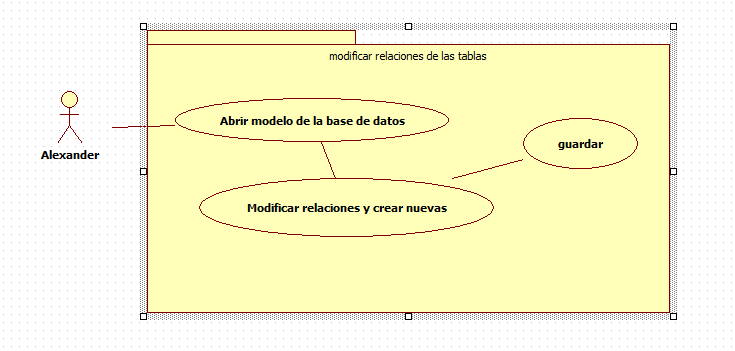 modificar relaciones de las tablas
Abrir modelo de la base de datos
guardar
Alexander
Modificar relaciones y crear nuevas